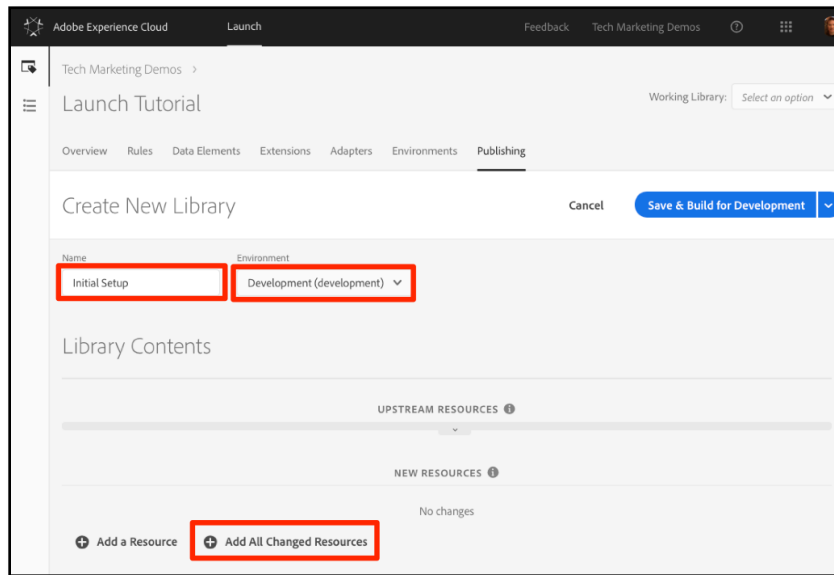 Adobe Experience Cloud Launch Feedback Tech Marketing Demos
Tech Marketing Demos >
Launch Tutorial
Working Library: Select an option
Overview Rules Data Elements Extensions Adapters Environments Publishing
Create New Library
Cancel Save & Build for Development
Name Environment
Initial Setup Development (development)
Library Contents
UPSTREAM RESOURCES
NEW RESOURCES
No changes
Add a Resource Add All Changed Resources